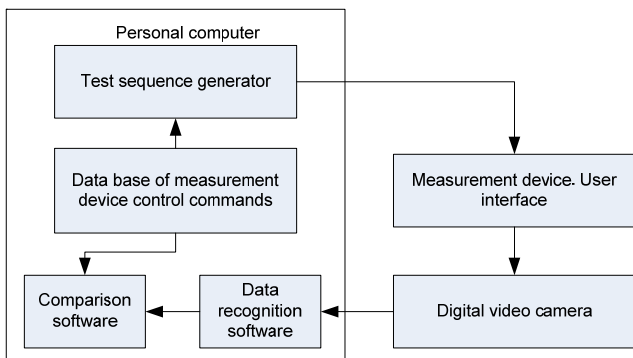 Personal computer
Test sequence generator
Data base of measurement
device control commands
Measurement device. User
interface
Comparison
software
Data
recognition
software
Digital video camera